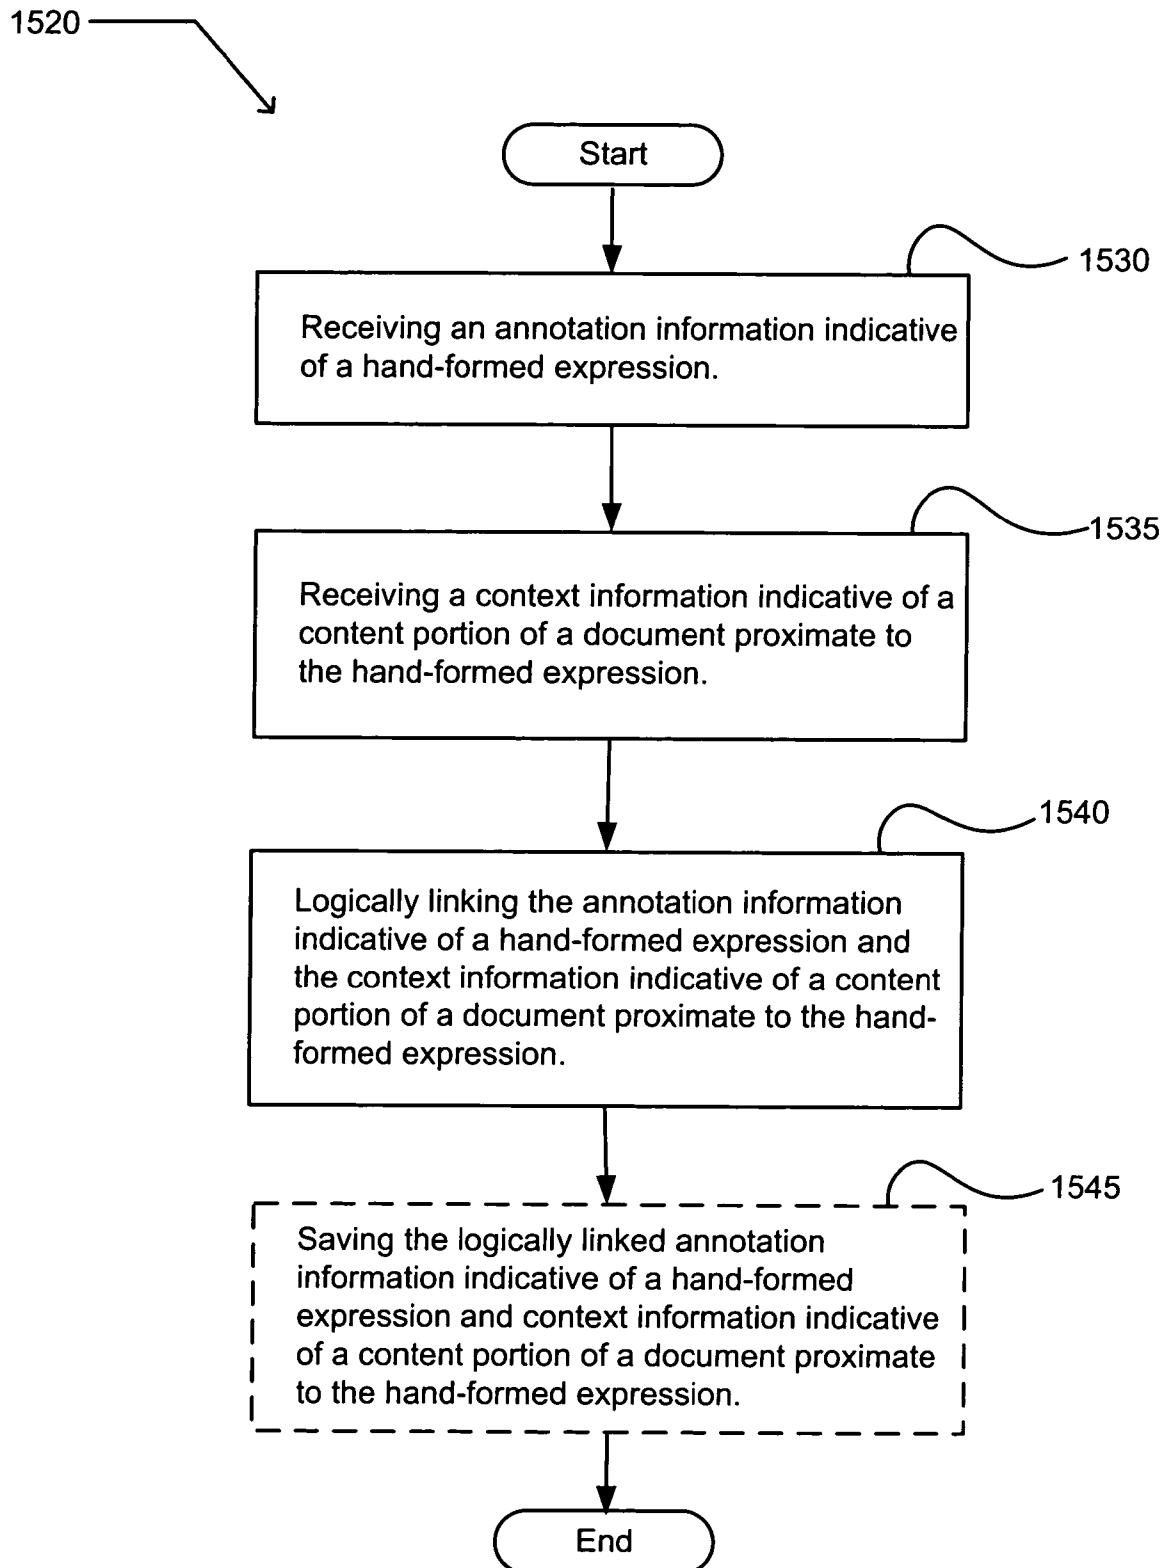 1520
Start
1530
Receiving an annotation information indicative
of a hand-formed expression.
1535
Receiving a context information indicative of a
content portion of a document proximate to
the hand-formed expression.
1540
Logically linking the annotation information
indicative of a hand-formed expression and
the context information indicative of a content
portion of a document proximate to the hand-
formed expression.
1545
Saving the logically linked annotation
information indicative of a hand-formed
expression and context information indicative
of a content portion of a document proximate
to the hand-formed expression.
End